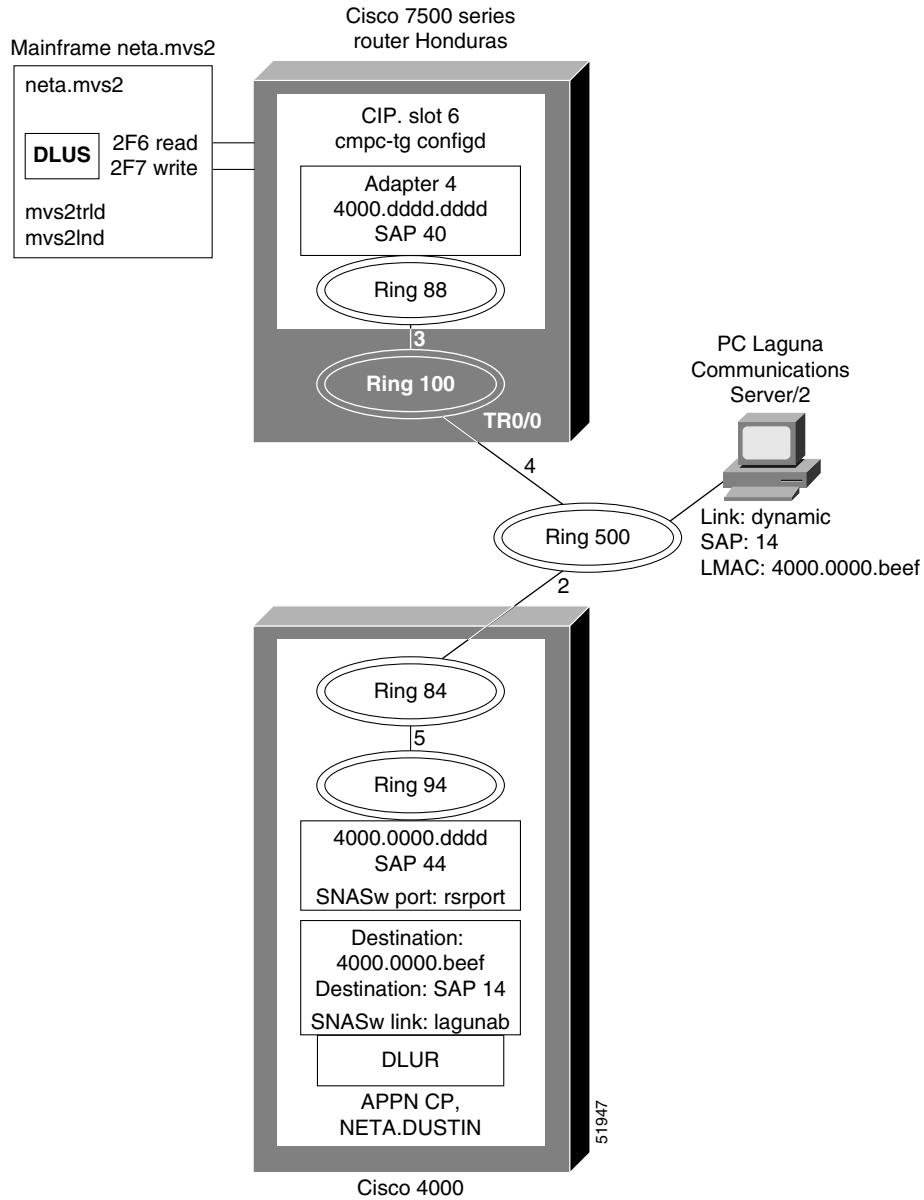 Cisco 7500 series
router Honduras
Mainframe neta.mvs2
neta.mvs2
DLUS
2F6 read
2F7 write
mvs2trld
mvs2lnd
CIP. slot 6
cmpc-tg configd
Adapter 4
4000.dddd.dddd
SAP 40
Ring 88
3
Ring 100
TR0/0
4
PC Laguna
Communications
Server/2
Ring 500
Link: dynamic
SAP: 14
LMAC: 4000.0000.beef
2
Ring 84
5
Ring 94
4000.0000.dddd
SAP 44
SNASw port: rsrport
Destination:
4000.0000.beef
Destination: SAP 14
SNASw link: lagunab
DLUR
APPN CP,
NETA.DUSTIN
51947
Cisco 4000